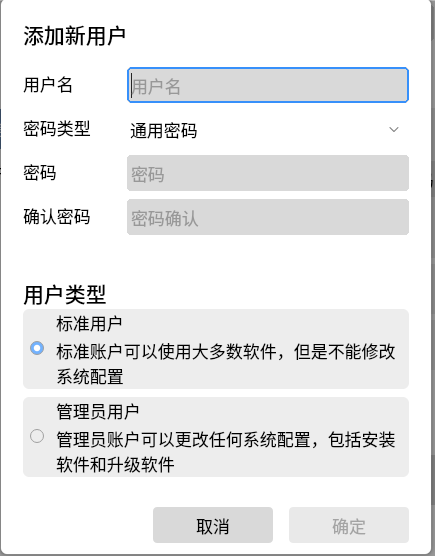 添加新用户
用户名 用户名
密码类型 通用密码
密码 密码
确认密码 密码确认
用户类型
标准用户
标准账户可以使用大多数软件，但是不能修改
系统配置
管理员用户
管理员账户可以更改任何系统配置，包括安装
软件和升级软件
取消 确定